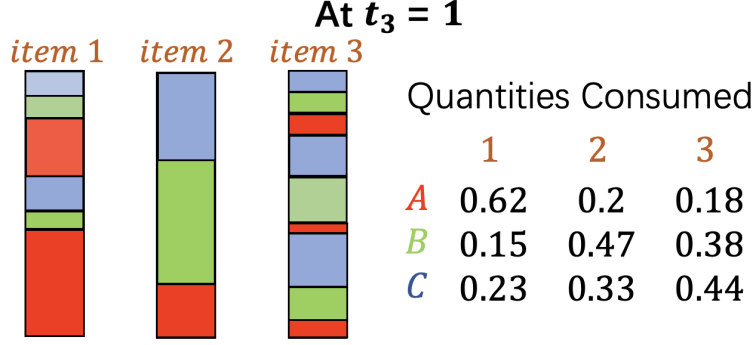 At t₃ = 1
item 1 item 2 item 3
Quantities Consumed
1 2 3
A 0.62 0.2 0.18
B 0.15 0.47 0.38
C 0.23 0.33 0.44